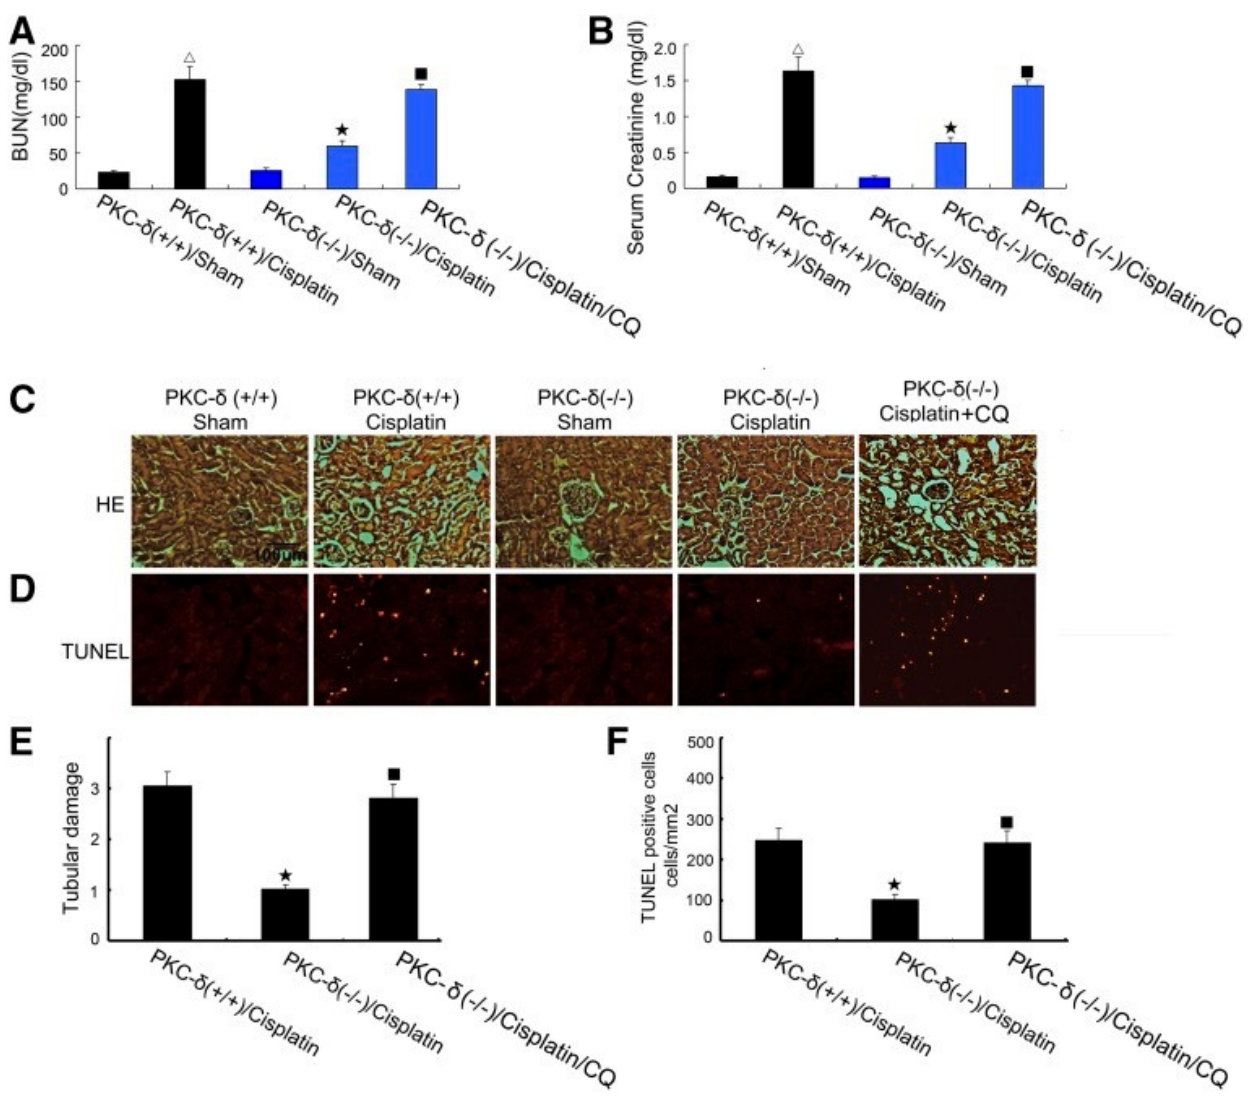 A
BUN(mg/dl)
200
150
100
50
0
PKC-δ(+/+)/Sham
PKC-δ(+/+)/Cisplatin
PKC-δ(-/-)/Sham
PKC-δ(-/-)/Cisplatin
PKC-δ(-/-)/Cisplatin/CQ
B
Serum Creatinine (mg/dl)
2.0
1.5
1.0
0.5
0
PKC-δ(+/+)/Sham
PKC-δ(+/+)/Cisplatin
PKC-δ(-/-)/Sham
PKC-δ(-/-)/Cisplatin
PKC-δ(-/-)/Cisplatin/CQ
C
PKC-δ (+/+)
Sham
PKC-δ(+/+)
Cisplatin
PKC-δ(-/-)
Sham
PKC-δ(-/-)
Cisplatin
PKC-δ(-/-)
Cisplatin+CQ
HE
100μm
D
TUNEL
E
Tubular damage
3
2
1
0
PKC-δ(+/+)/Cisplatin
PKC-δ(-/-)/Cisplatin
PKC-δ(-/-)/Cisplatin/CQ
F
TUNEL positive cells
cells/mm2
500
400
300
200
100
0
PKC-δ(+/+)/Cisplatin
PKC-δ(-/-)/Cisplatin
PKC-δ(-/-)/Cisplatin/CQ